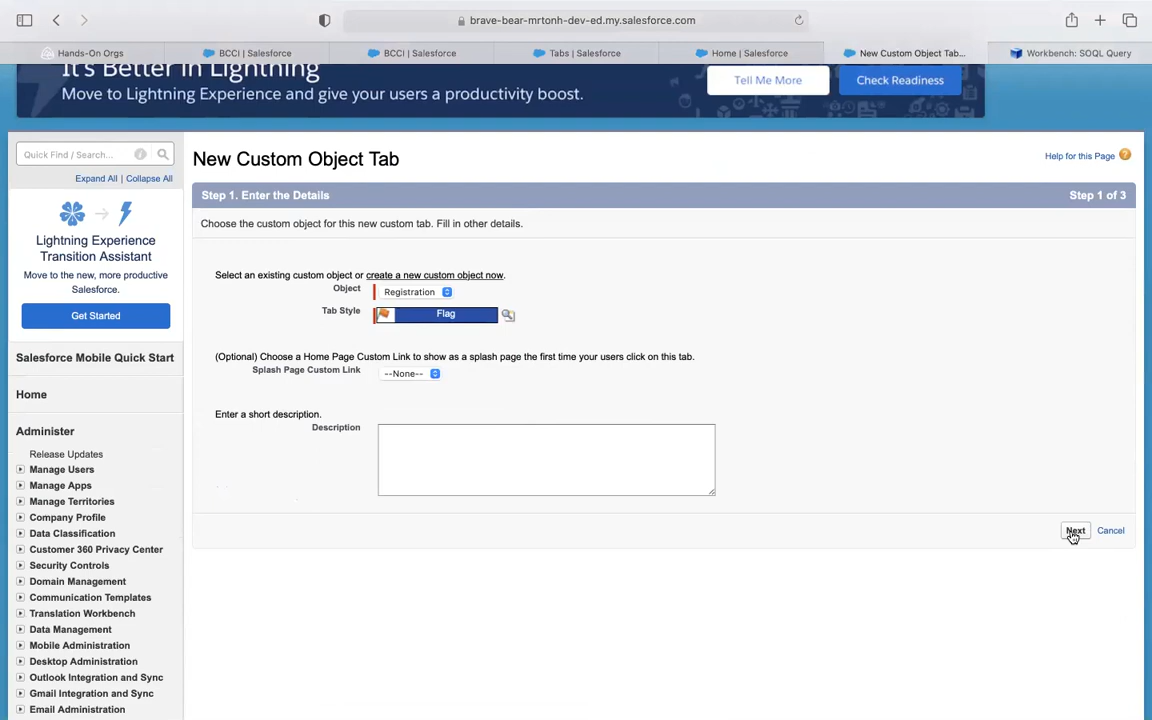 brave-bear-mrtonh-dev-ed.my.salesforce.com
Hands-On Orgs
BCCI | Salesforce
BCCI | Salesforce
Tabs | Salesforce
Home | Salesforce
New Custom Object Tab...
Workbench: SOQL Query
It's Better in Lightning
Move to Lightning Experience and give your users a productivity boost.
Tell Me More
Check Readiness
Quick Find / Search...
Expand All | Collapse All
Lightning Experience
Transition Assistant
Move to the new, more productive
Salesforce.
Get Started
Salesforce Mobile Quick Start
Home
Administer
Release Updates
Manage Users
Manage Apps
Manage Territories
Company Profile
Data Classification
Customer 360 Privacy Center
Security Controls
Domain Management
Communication Templates
Translation Workbench
Data Management
Mobile Administration
Desktop Administration
Outlook Integration and Sync
Gmail Integration and Sync
Email Administration
New Custom Object Tab
Help for this Page
Step 1. Enter the Details
Step 1 of 3
Choose the custom object for this new custom tab. Fill in other details.
Select an existing custom object or create a new custom object now.
Object
Registration
Tab Style
Flag
(Optional) Choose a Home Page Custom Link to show as a splash page the first time your users click on this tab.
Splash Page Custom Link
--None--
Enter a short description.
Description
Next
Cancel